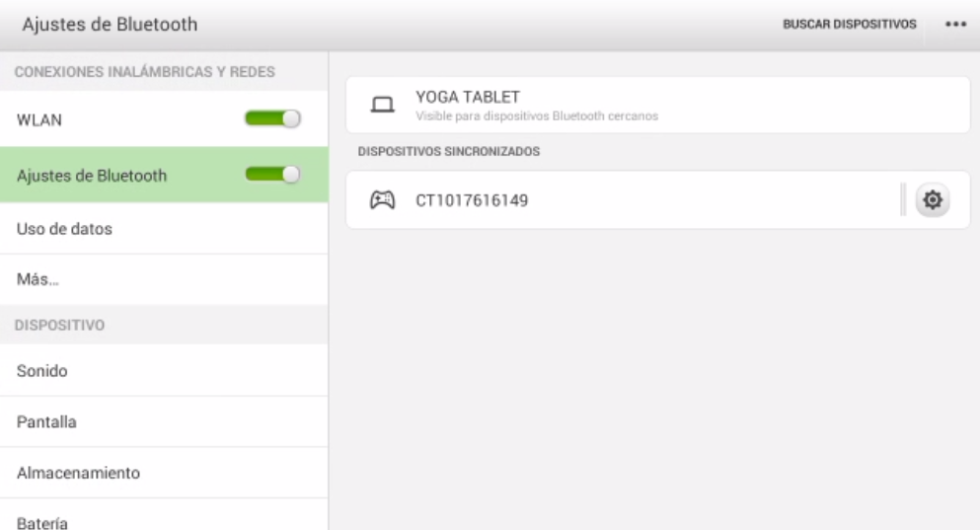 Ajustes de Bluetooth
BUSCAR DISPOSITIVOS
CONEXIONES INALÁMBRICAS Y REDES
WLAN
Ajustes de Bluetooth
Uso de datos
Más...
DISPOSITIVO
Sonido
Pantalla
Almacenamiento
Batería
YOGA TABLET
Visible para dispositivos Bluetooth cercanos
DISPOSITIVOS SINCRONIZADOS
CT1017616149